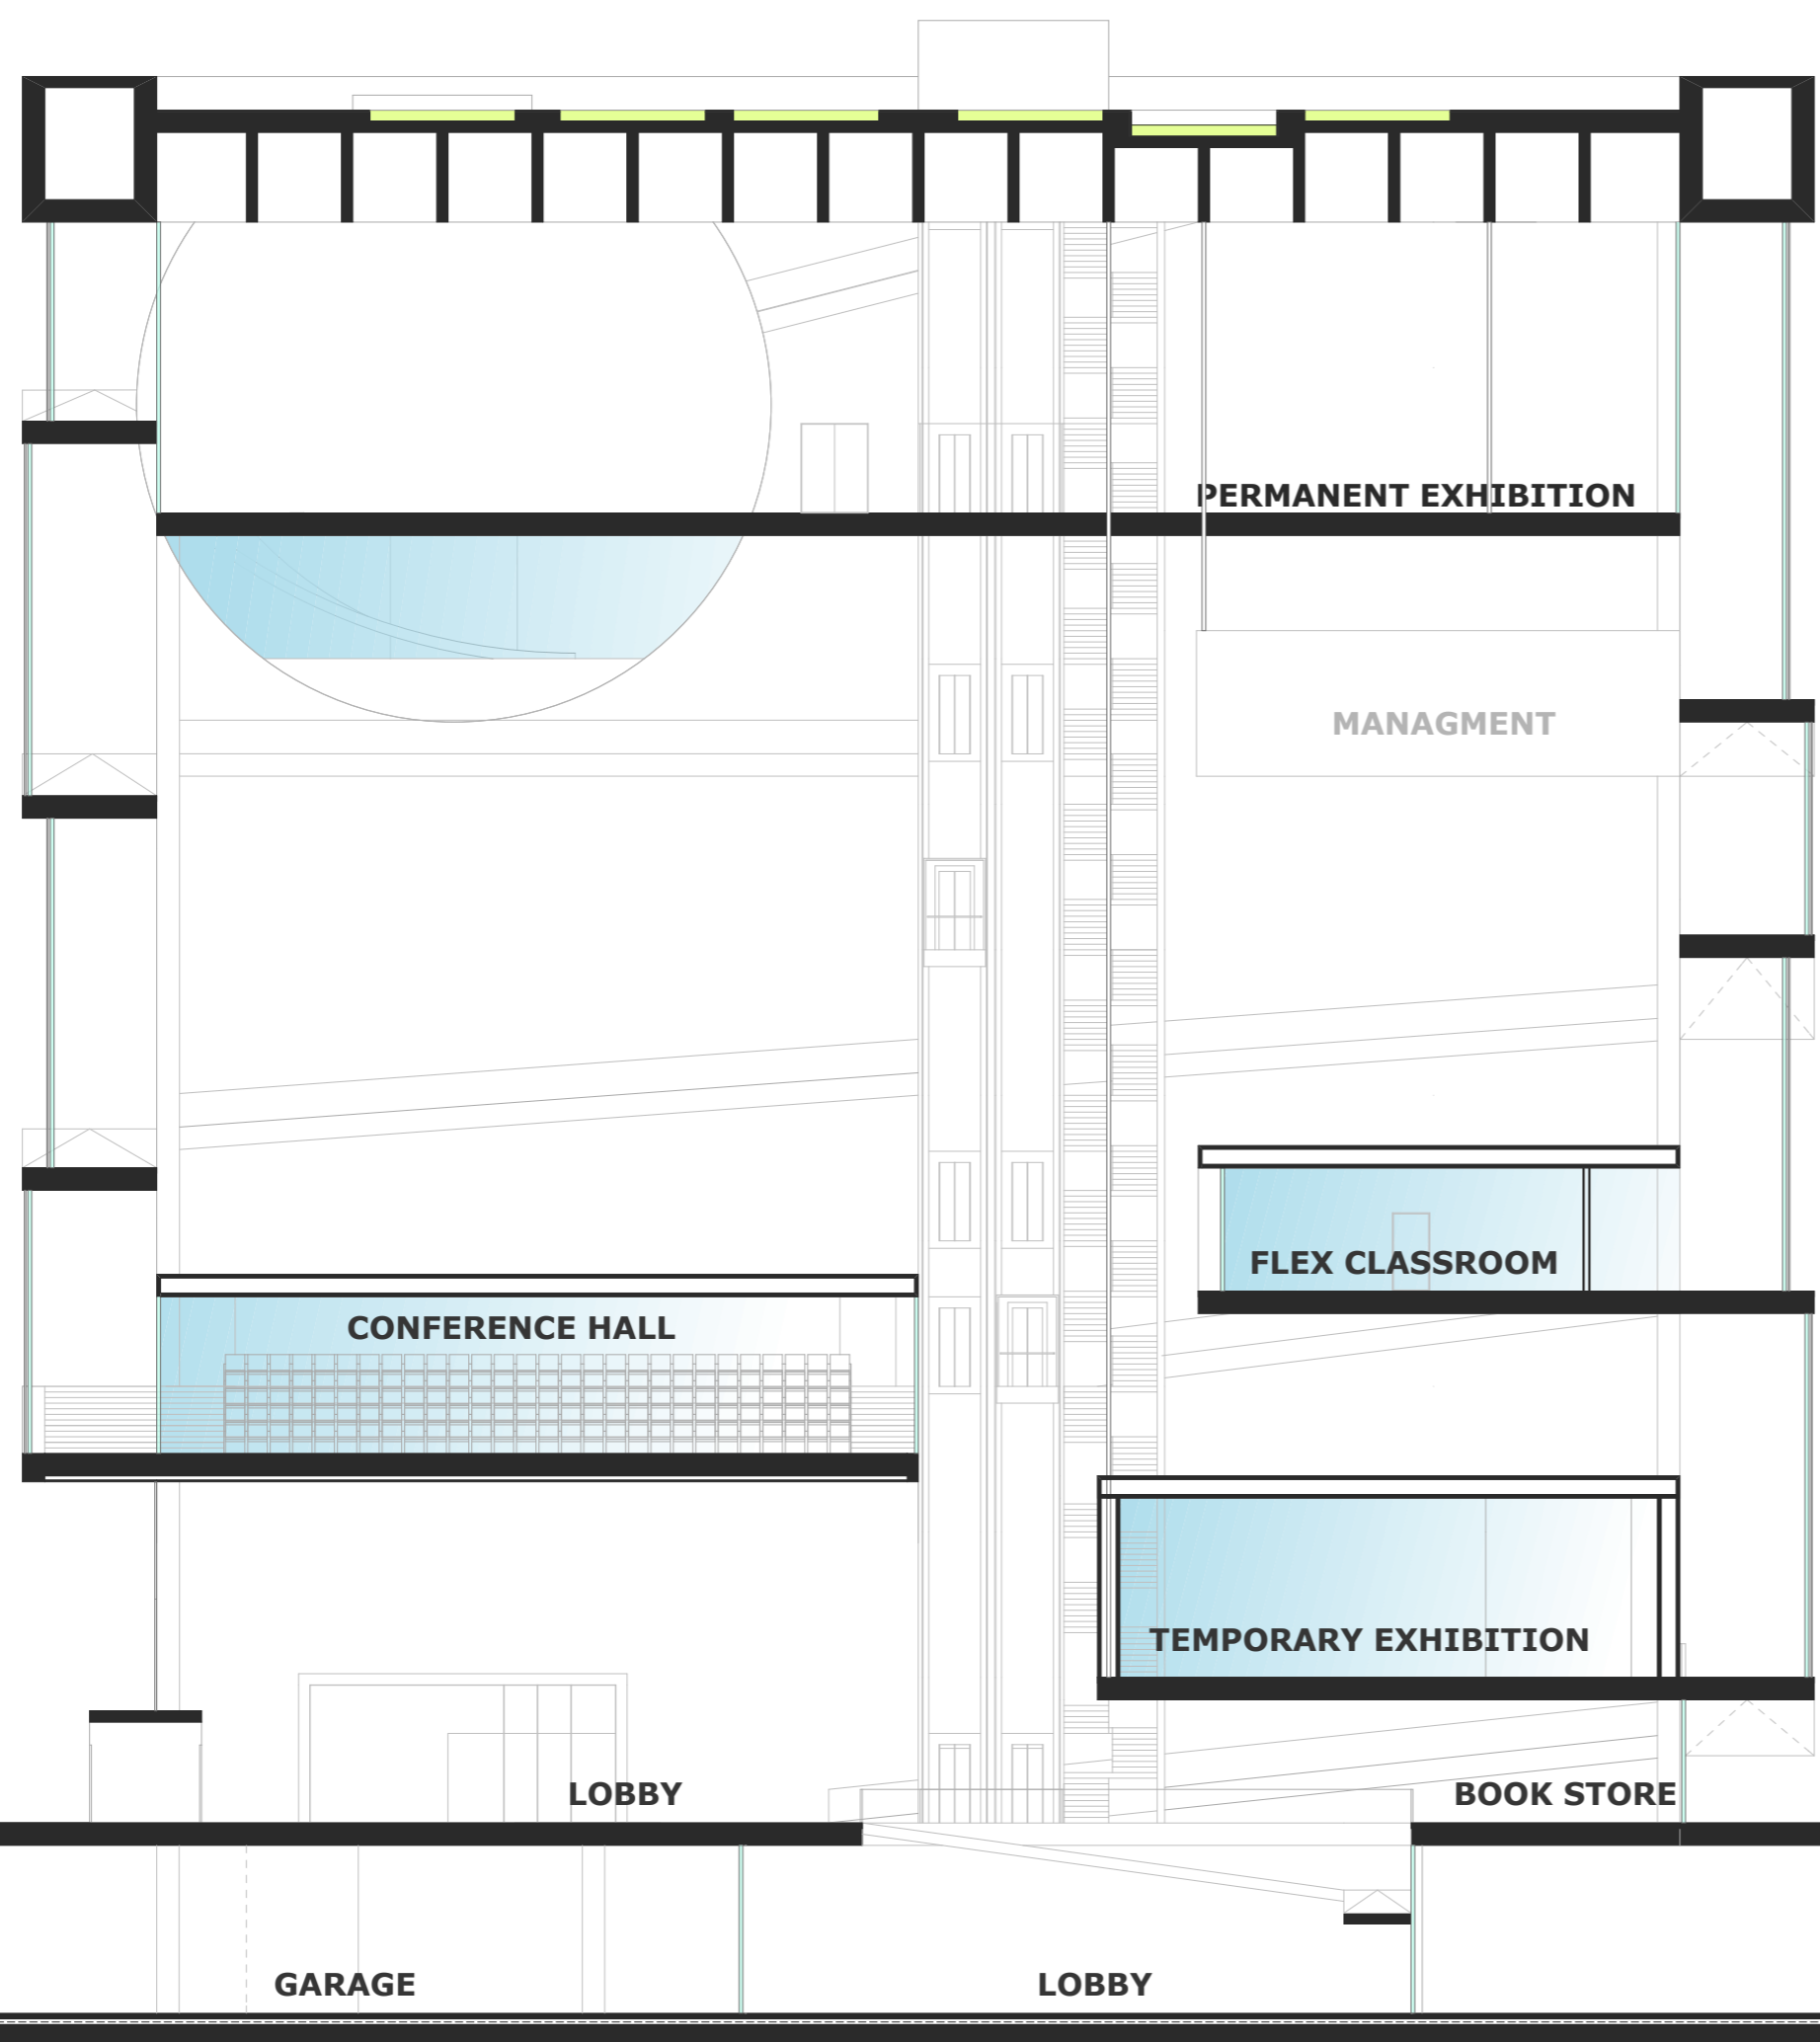 PERMANENT EXHIBITION
MANAGMENT
FLEX CLASSROOM
CONFERENCE HALL
TEMPORARY EXHIBITION
LOBBY
BOOK STORE
GARAGE
LOBBY